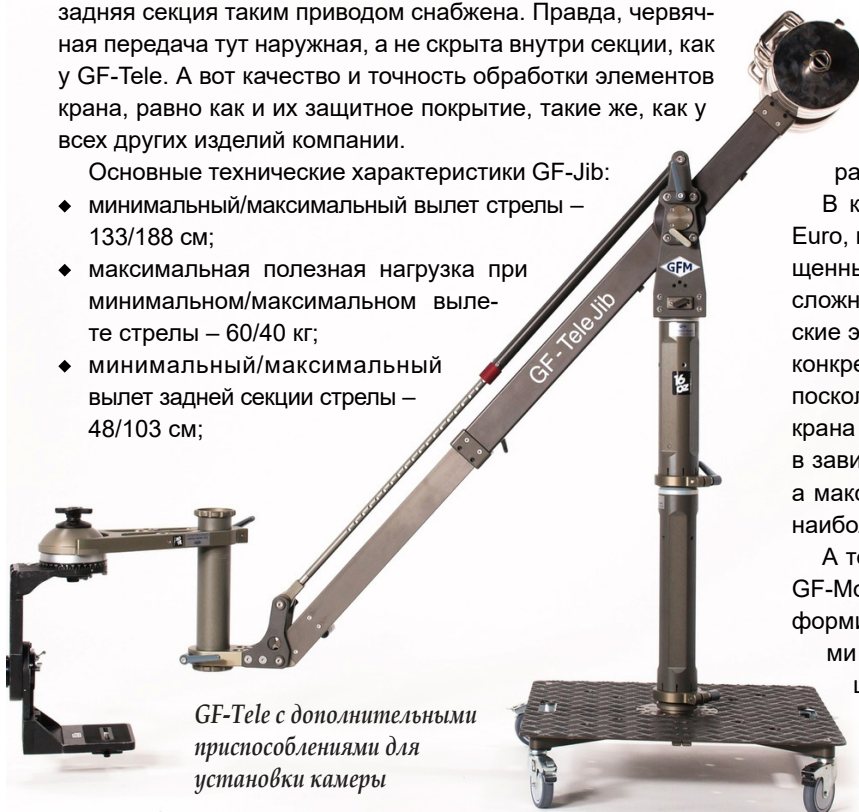 задняя секция таким приводом снабжена. Правда, червяч-
ная передача тут наружная, а не скрыта внутри секции, как
у GF-Tele. А вот качество и точность обработки элементов
крана, равно как и их защитное покрытие, такие же, как у
всех других изделий компании.
Основные технические характеристики GF-Jib:
◆ минимальный/максимальный вылет стрелы –
133/188 см;
◆ максимальная полезная нагрузка при
минимальном/максимальном выле-
те стрелы – 60/40 кг;
◆ минимальный/максимальный
вылет задней секции стрелы –
48/103 см;
GF-Tele с дополнительными
приспособлениями для
установки камеры
GF-TeleJib
GFM
ра
В к
Euro,
щенны
сложн
ские э
конкре
поскол
крана
в зави
а макс
наибо
А то
GF-Mo
форми
ми